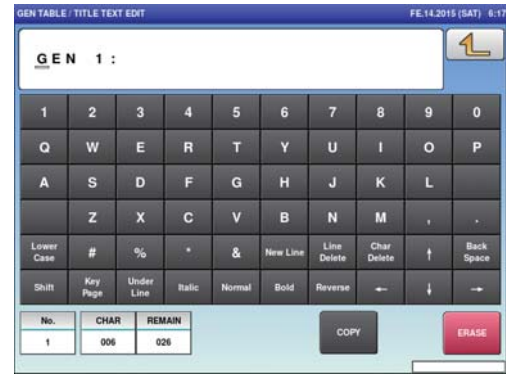 GEN TABLE / TITLE TEXT EDIT FE.14.2015 (SAT) 6:17
GEN 1 :
1 2 3 4 5 6 7 8 9 0
Q W E R T Y U I O P
A S D F G H J K L
Z X C V B N M , .
Lower Case # % * & New Line Line Delete Char Delete ↑ Back Space
Shift Key Page Under Line Italic Normal Bold Reverse ← ↓ →
No. CHAR REMAIN
1 006 026
COPY ERASE